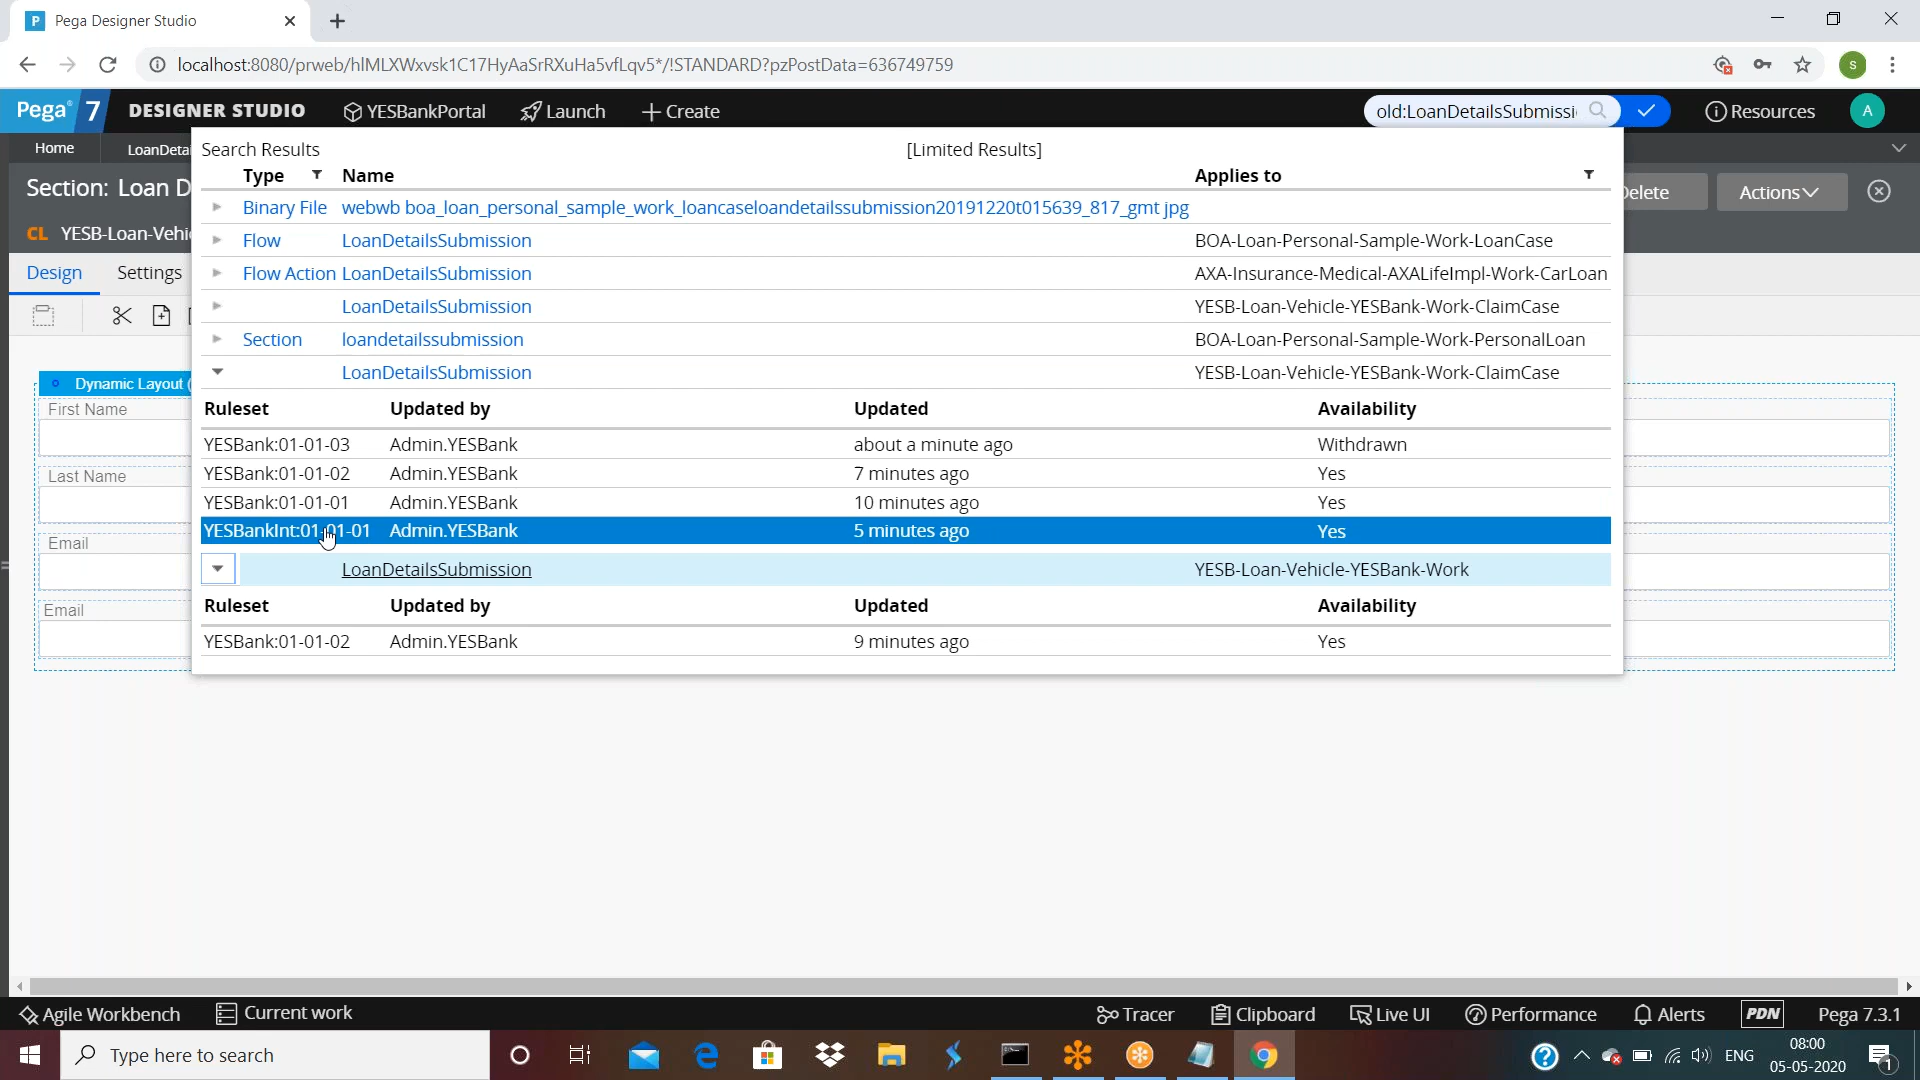 P Pega Designer Studio
localhost:8080/prweb/hIMLXWxvsk1C17HyAaSrRXuHa5vfLqv5*/!STANDARD?pzPostData=636749759
s
Pega 7 DESIGNER STUDIO YESBankPortal Launch Create old:LoanDetailsSubmissi Resources A
Home LoanDetai
Search Results [Limited Results]
Section: Loan D
Type Name Applies to
Delete Actions
CL YESB-Loan-Vehi
Binary File webwb boa_loan_personal_sample_work_loancaseloandetailssubmission20191220t015639_817_gmt jpg
Flow LoanDetailsSubmission BOA-Loan-Personal-Sample-Work-LoanCase
Design Settings
Flow Action LoanDetailsSubmission AXA-Insurance-Medical-AXALifeImpl-Work-CarLoan
LoanDetailsSubmission YESB-Loan-Vehicle-YESBank-Work-ClaimCase
Section loandetailssubmission BOA-Loan-Personal-Sample-Work-PersonalLoan
LoanDetailsSubmission YESB-Loan-Vehicle-YESBank-Work-ClaimCase
Dynamic Layout (
First Name
Ruleset Updated by Updated Availability
YESBank:01-01-03 Admin.YESBank about a minute ago Withdrawn
Last Name
YESBank:01-01-02 Admin.YESBank 7 minutes ago Yes
YESBank:01-01-01 Admin.YESBank 10 minutes ago Yes
YESBankInt:01-01-01 Admin.YESBank 5 minutes ago Yes
Email
LoanDetailsSubmission YESB-Loan-Vehicle-YESBank-Work
Email
Ruleset Updated by Updated Availability
YESBank:01-01-02 Admin.YESBank 9 minutes ago Yes
Agile Workbench Current work Tracer Clipboard Live UI Performance Alerts PDN Pega 7.3.1
Type here to search ENG 08:00
05-05-2020
1